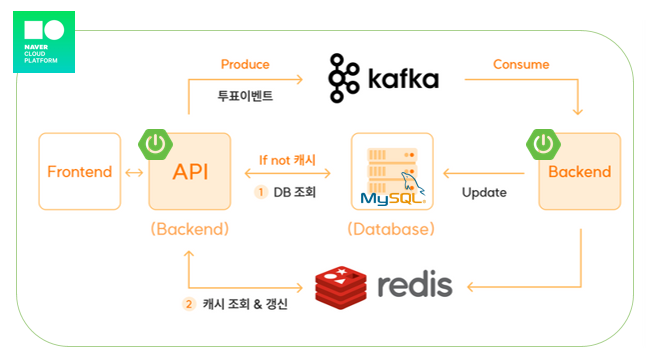 NAVER
CLOUD
PLATFORM
Produce
투표이벤트
kafka
Consume
Frontend
API
(Backend)
If not 캐시
1 DB 조회
MySQL
(Database)
Update
Backend
redis
2 캐시 조회 & 갱신